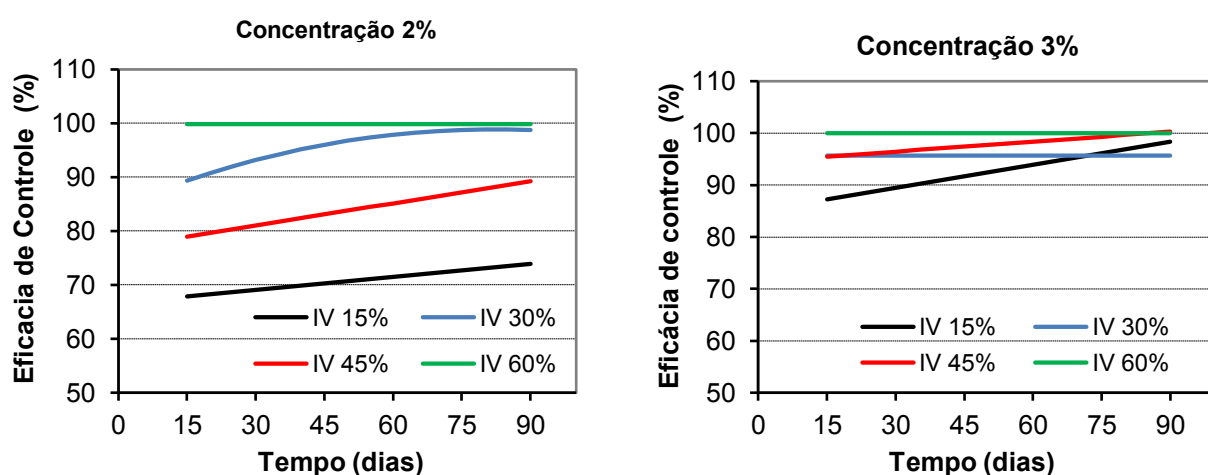 Concentração 2%
Eficacia de Controle (%)
110
100
90
80
70
60
50
IV 15% IV 30%
IV 45% IV 60%
0 15 30 45 60 75 90
Tempo (dias)
Concentração 3%
Eficácia de controle (%)
110
100
90
80
70
60
50
IV 15% IV 30%
IV 45% IV 60%
0 15 30 45 60 75 90
Tempo (dias)